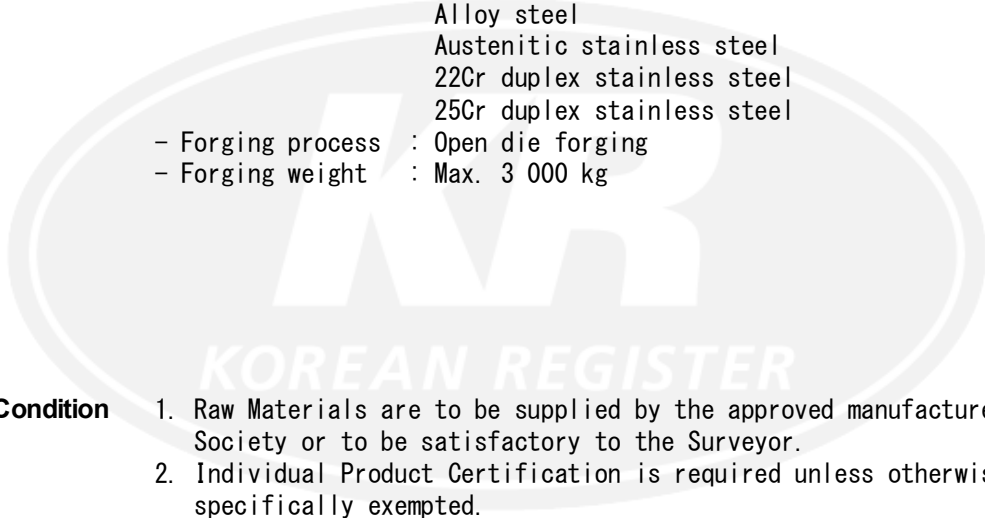 Alloy steel
Austenitic stainless steel
22Cr duplex stainless steel
25Cr duplex stainless steel
- Forging process : Open die forging
- Forging weight : Max. 3 000 kg
KR
KOREAN REGISTER
Condition 1. Raw Materials are to be supplied by the approved
Society or to be satisfactory to the Surveyor.
2. Individual Product Certification is required unless
specifically exempted.